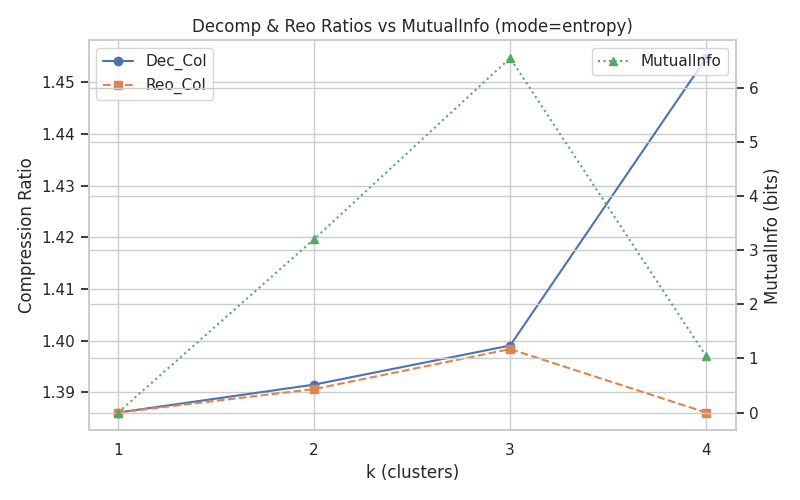 Decomp & Reo Ratios vs MutualInfo (mode=entropy)
Dec_Col
Reo_Col
MutualInfo
Compression Ratio
1.45
1.44
1.43
1.42
1.41
1.40
1.39
6
5
4
3
2
1
0
MutualInfo (bits)
1 2 3 4
k (clusters)